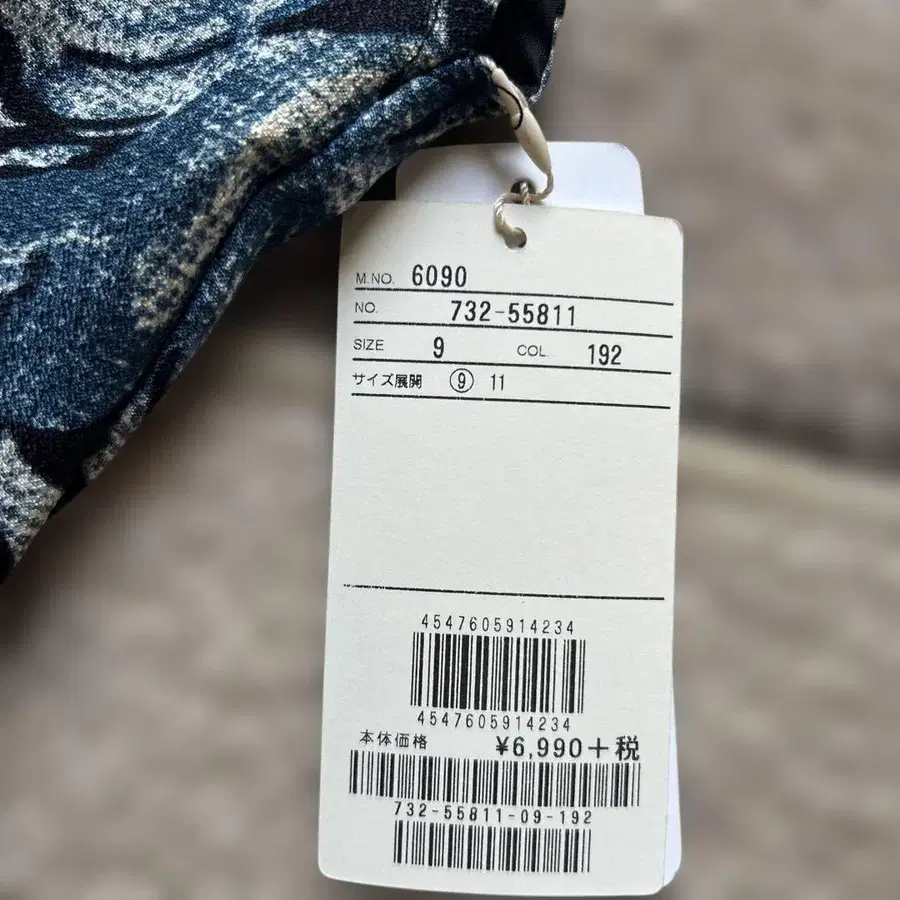 M.NO. 6090
NO. 732-55811
SIZE 9 COL. 192
サイズ展開 ⑨ 11
4547605914234
4547605914234
本体価格 ¥6,990+税
732-55811-09-192